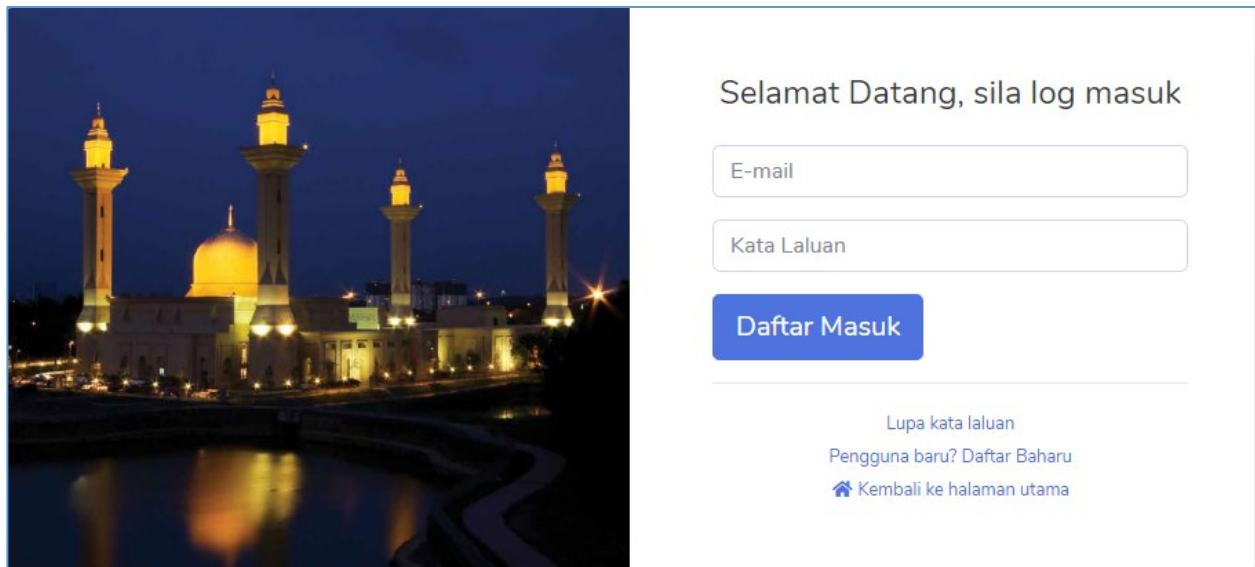 Selamat Datang, sila log masuk
E-mail
Kata Laluan
Daftar Masuk
Lupa kata laluan
Pengguna baru? Daftar Baharu
Kembali ke halaman utama